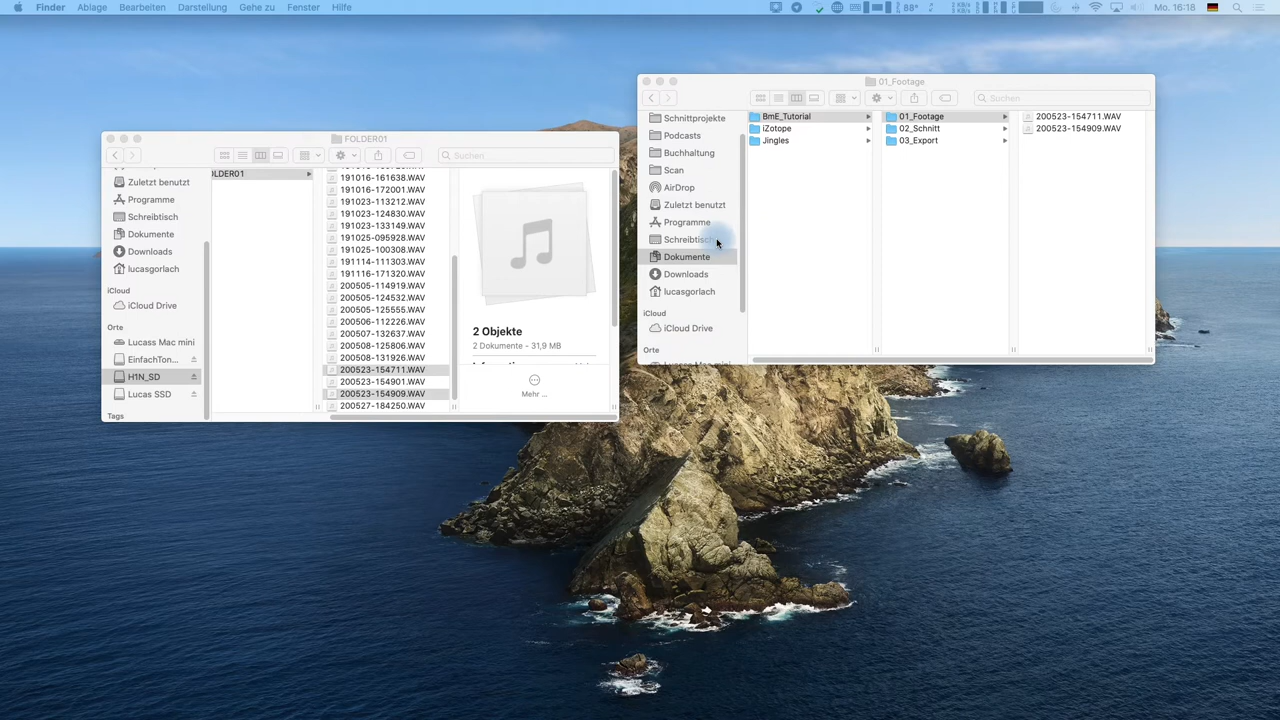 Finder Ablage Bearbeiten Darstellung Gehe zu Fenster Hilfe
88° Mo. 16:18
FOLDER01
Suchen
Zuletzt benutzt
Programme
Schreibtisch
Dokumente
Downloads
lucasgorlach
iCloud
iCloud Drive
Orte
Lucass Mac mini
EinfachTon...
H1N_SD
Lucas SSD
Tags
OLDER01
191016-161638.WAV
191016-172001.WAV
191023-113212.WAV
191023-124830.WAV
191023-133149.WAV
191025-095928.WAV
191025-100308.WAV
191114-111303.WAV
191116-171320.WAV
200505-114919.WAV
200505-124532.WAV
200505-125555.WAV
200506-112226.WAV
200507-132637.WAV
200508-125806.WAV
200508-131926.WAV
200523-154711.WAV
200523-154901.WAV
200523-154909.WAV
200527-184250.WAV
2 Objekte
2 Dokumente - 31,9 MB
Mehr ...
01_Footage
Suchen
Schnittprojekte
Podcasts
Buchhaltung
Scan
AirDrop
Zuletzt benutzt
Programme
Schreibtisch
Dokumente
Downloads
lucasgorlach
iCloud
iCloud Drive
Orte
BmE_Tutorial
iZotope
Jingles
01_Footage
02_Schnitt
03_Export
200523-154711.WAV
200523-154909.WAV